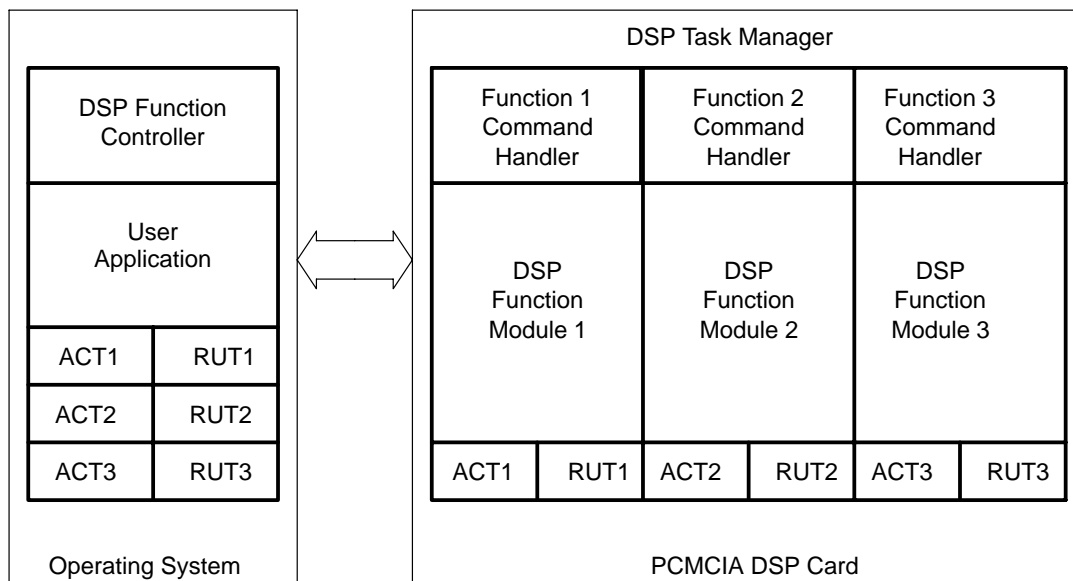 DSP Function
Controller
User
Application
ACT1 RUT1
ACT2 RUT2
ACT3 RUT3
Operating System
DSP Task Manager
Function 1
Command
Handler
Function 2
Command
Handler
Function 3
Command
Handler
DSP
Function
Module 1
DSP
Function
Module 2
DSP
Function
Module 3
ACT1 RUT1 ACT2 RUT2 ACT3 RUT3
PCMCIA DSP Card